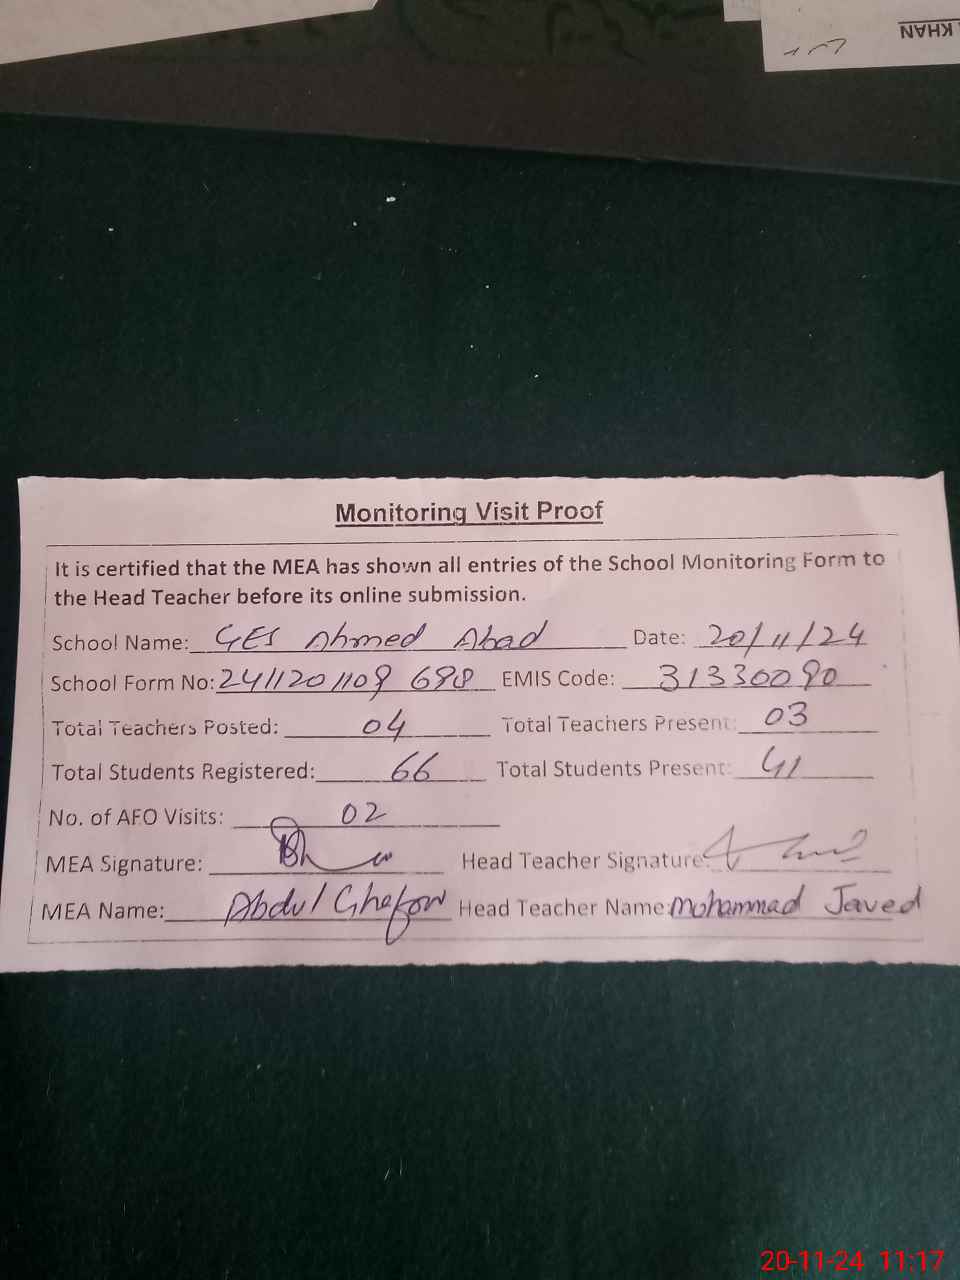 KHAN
Monitoring Visit Proof
It is certified that the MEA has shown all entries of the School Monitoring Form to
the Head Teacher before its online submission.
School Name: GES Ahmed Abad Date: 20/11/24
School Form No: 241120 1109 698 EMIS Code: 31330090
Total Teachers Posted: 04 Total Teachers Present: 03
Total Students Registered: 66 Total Students Present: 41
No. of AFO Visits: 02
MEA Signature: Head Teacher Signature:
MEA Name: Abdul Ghafoor Head Teacher Name: Mohammad Javed
20-11-24 11:17